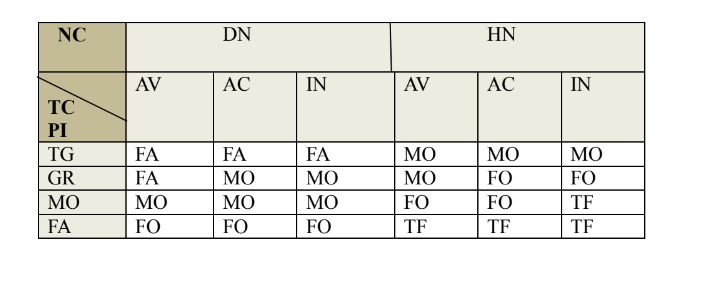 NC DN HN
AV AC IN AV AC IN
TC
PI
TG FA FA FA MO MO MO
GR FA MO MO MO FO FO
MO MO MO MO FO FO TF
FA FO FO FO TF TF TF